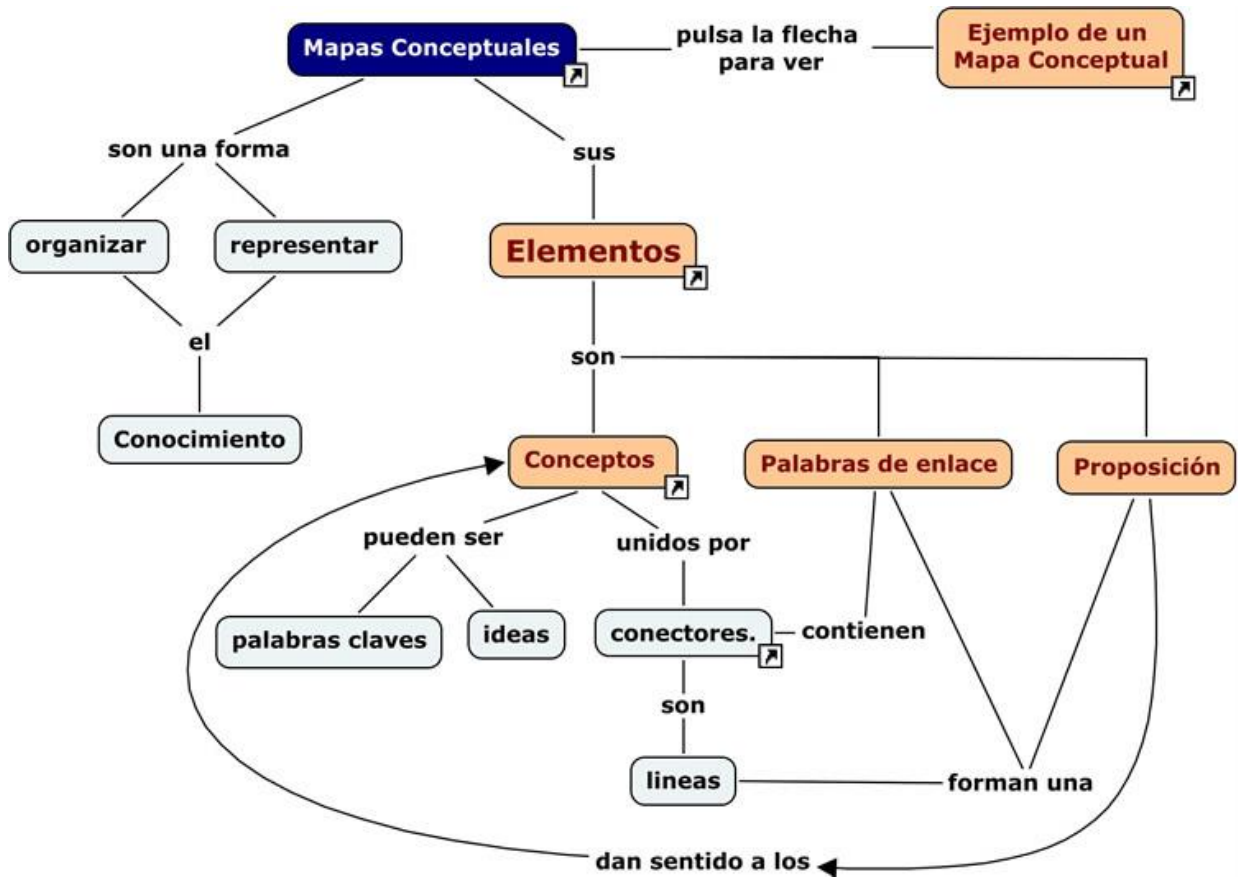 Mapas Conceptuales
pulsa la flecha
para ver
Ejemplo de un
Mapa Conceptual
son una forma
sus
organizar
representar
Elementos
el
son
Conocimiento
Conceptos
Palabras de enlace
Proposición
pueden ser
unidos por
palabras claves
ideas
conectores.
contienen
son
lineas
forman una
dan sentido a los